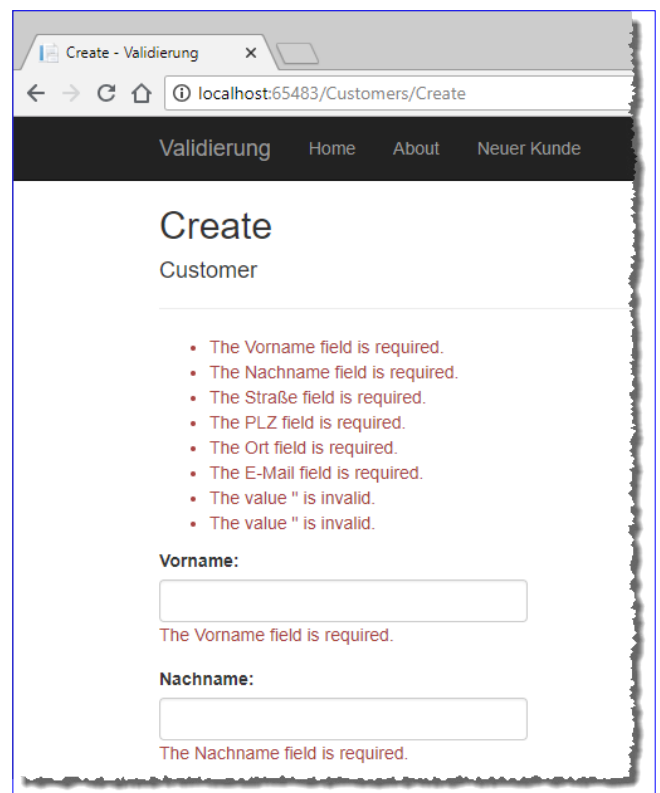 Create - Validierung
localhost:65483/Customers/Create
Validierung Home About Neuer Kunde
Create
Customer
• The Vorname field is required.
• The Nachname field is required.
• The Straße field is required.
• The PLZ field is required.
• The Ort field is required.
• The E-Mail field is required.
• The value '' is invalid.
• The value '' is invalid.
Vorname:
The Vorname field is required.
Nachname:
The Nachname field is required.